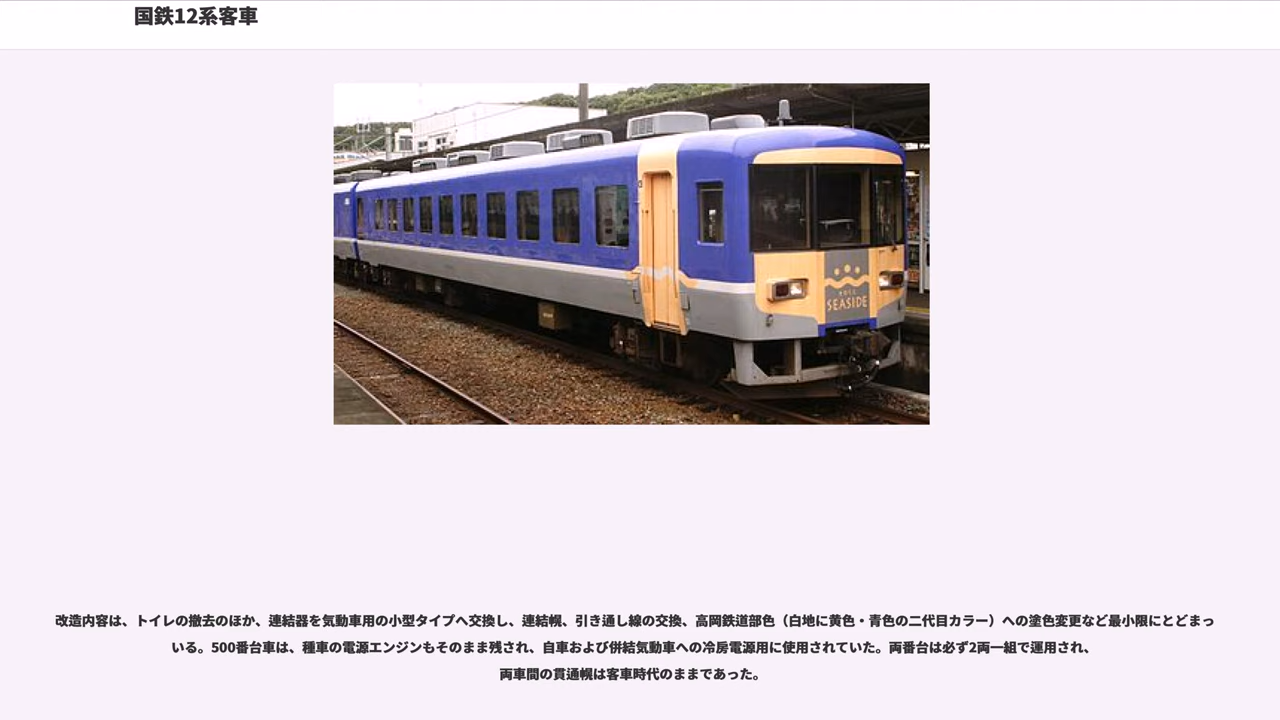 国鉄12系客車
SEASIDE
改造内容は、トイレの撤去のほか、連結器を気動車用の小型タイプへ交換し、連結幌、引き通し線の交換、高岡鉄道部色（白地に黄色・青色の二代目カラー）への塗色変更など最小限にとどまっ
いる。500番台車は、種車の電源エンジンもそのまま残され、自車および併結気動車への冷房電源用に使用されていた。両番台は必ず2両一組で運用され、
両車間の貫通幌は客車時代のままであった。